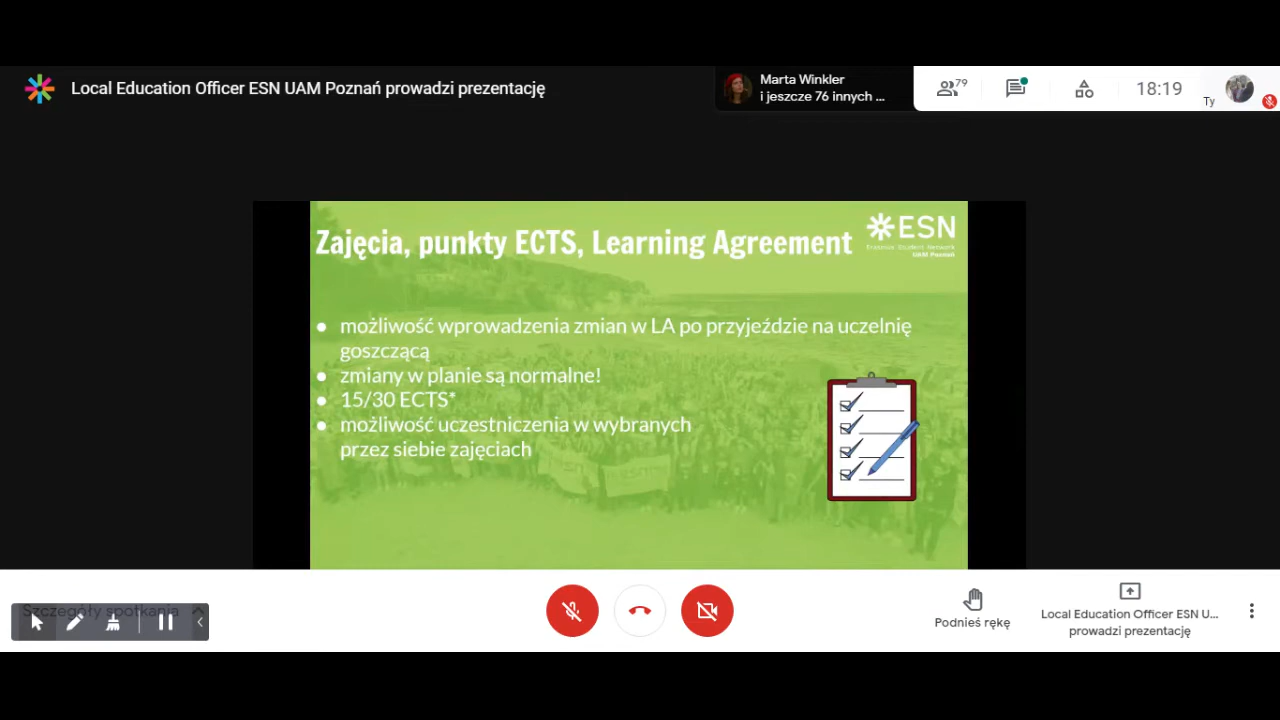 Local Education Officer ESN UAM Poznań prowadzi prezentację
Marta Winkler
i jeszcze 76 innych ...
79
18:19
Ty
Zajęcia, punkty ECTS, Learning Agreement
ESN
Erasmus Student Network
UAM Poznań
● możliwość wprowadzenia zmian w LA po przyjeździe na uczelnię
goszczącą
● zmiany w planie są normalne!
● 15/30 ECTS*
● możliwość uczestniczenia w wybranych
przez siebie zajęciach
Szczegóły spotkania
Podnieś rękę
Local Education Officer ESN U...
prowadzi prezentację